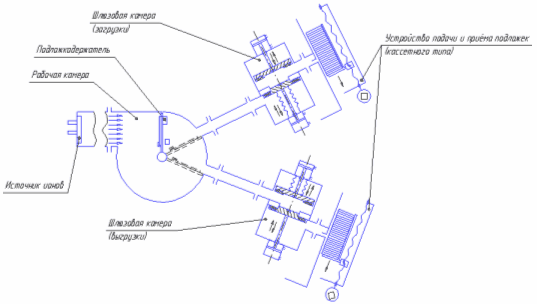 Шлюзовая камера
(загрузки)
Подложкодержатель
Рабочая камера
Устройства подачи и приёма подложек
(кассетного типа)
Источник ионов
Шлюзовая камера
(выгрузки)